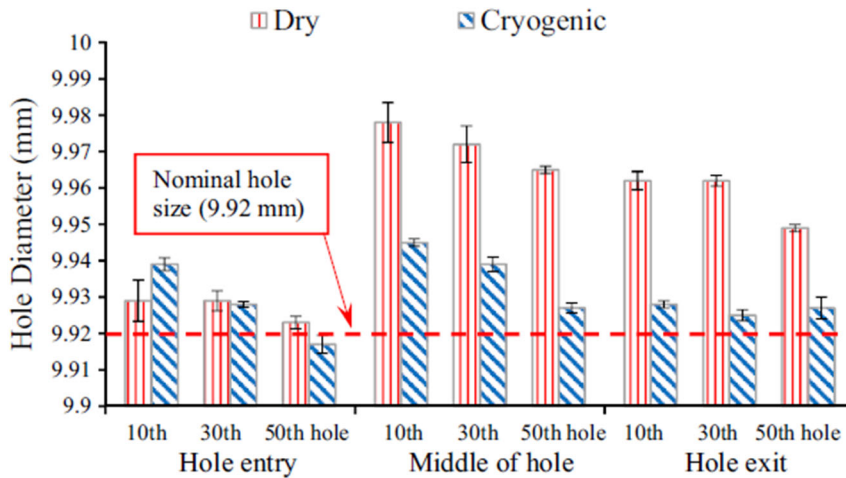 Dry Cryogenic
10
9.99
9.98
9.97
9.96
9.95
9.94
9.93
9.92
9.91
9.9
Hole Diameter (mm)
Nominal hole
size (9.92 mm)
10th 30th 50th hole 10th 30th 50th hole 10th 30th 50th hole
Hole entry Middle of hole Hole exit